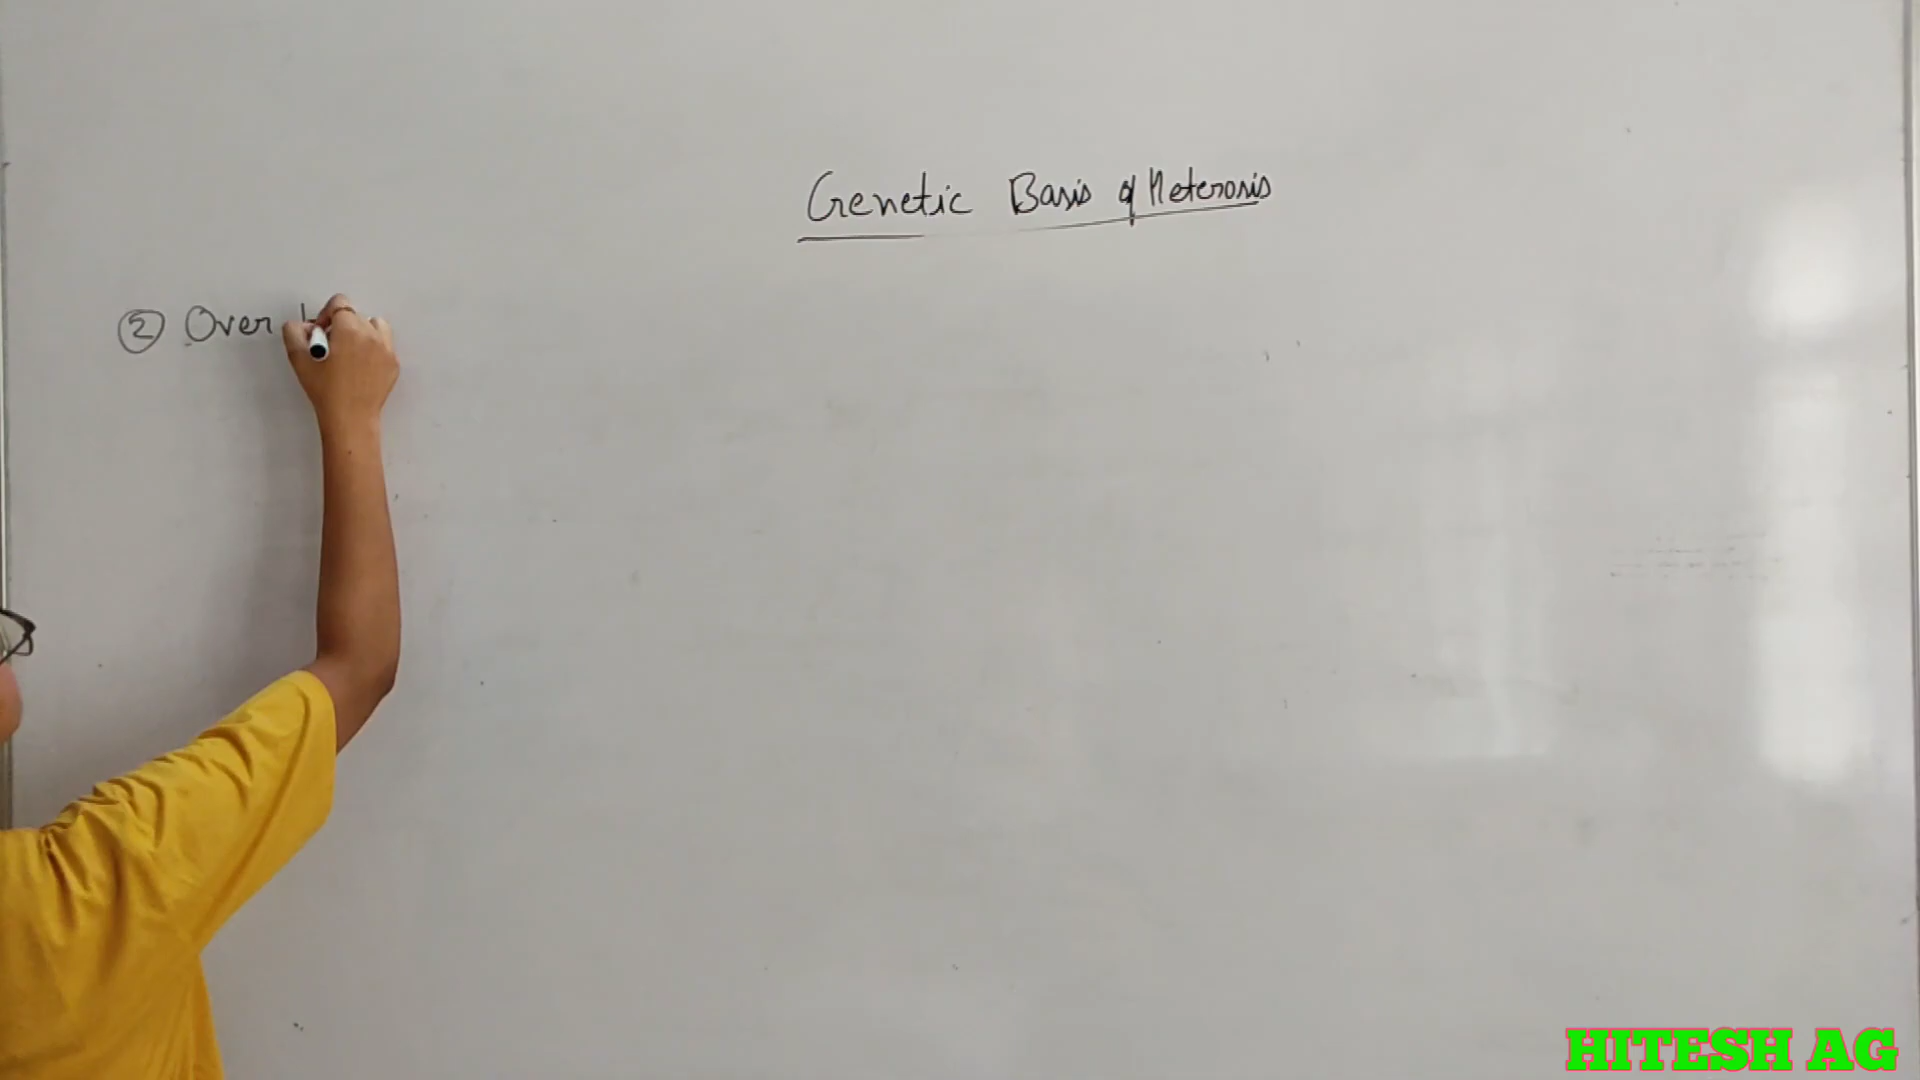 Genetic Basis of Heterosis
② Over
HITESH AG